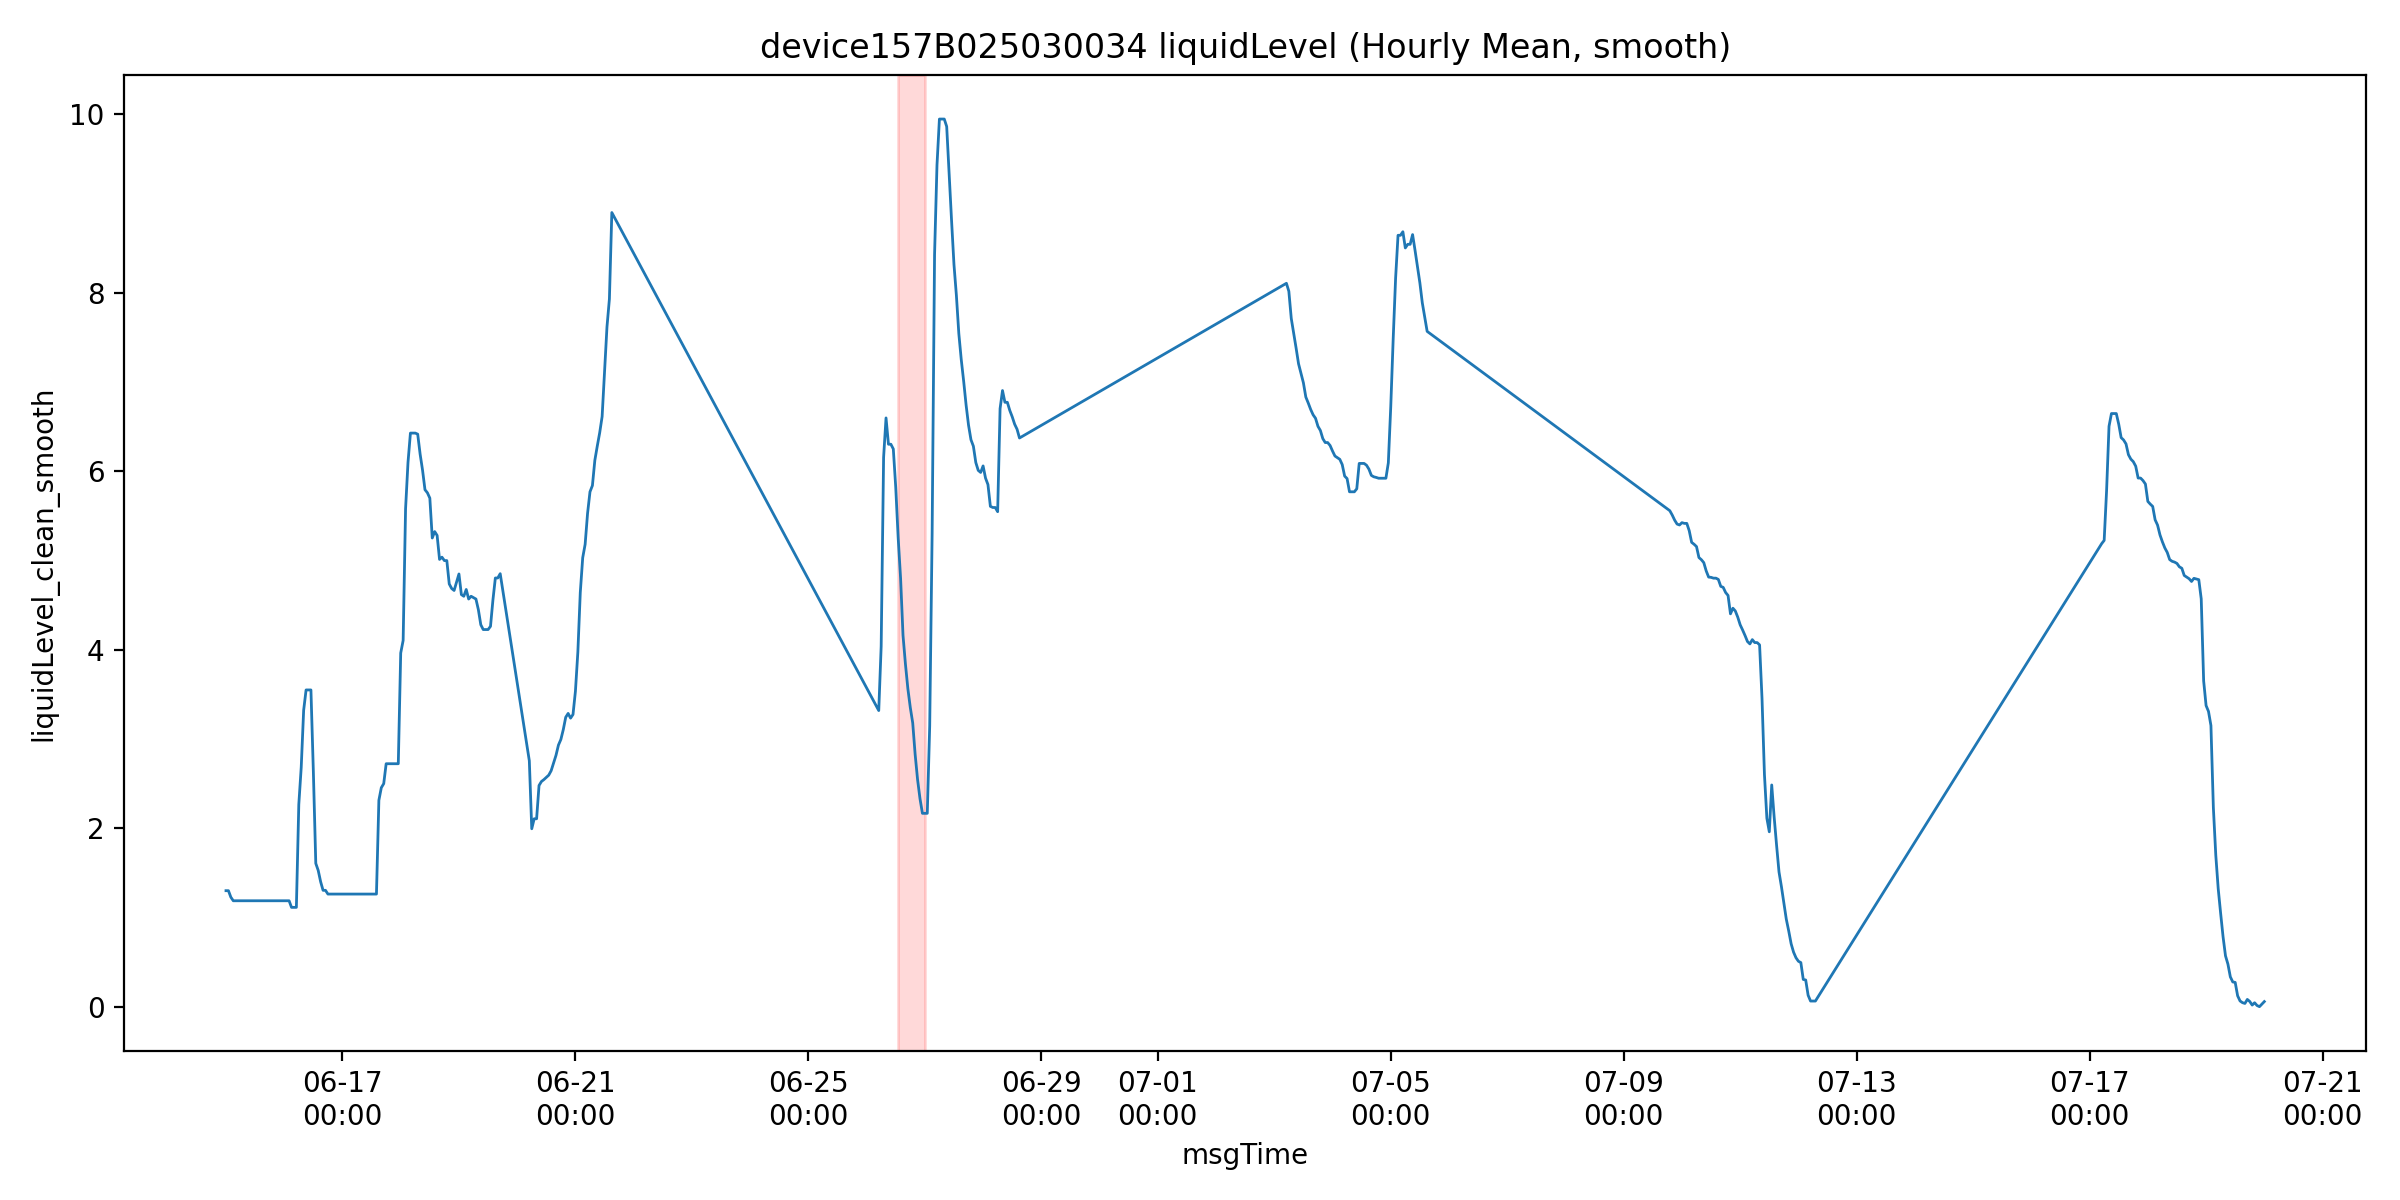 device157B025030034 liquidLevel (Hourly Mean, smooth)
liquidLevel_clean_smooth
10
8
6
4
2
0
06-17 06-21 06-25 06-29 07-01 07-05 07-09 07-13 07-17 07-21
00:00 00:00 00:00 00:00 00:00 00:00 00:00 00:00 00:00 00:00
msgTime